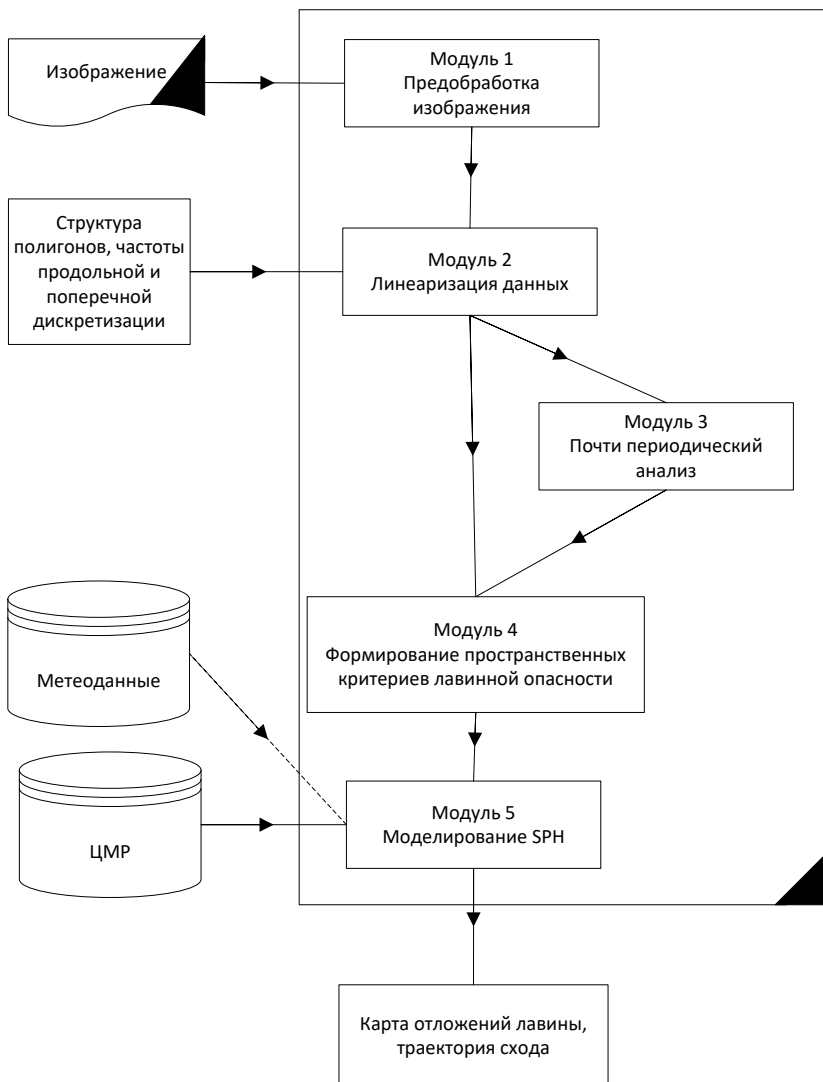 Изображение
Модуль 1
Предобработка
изображения
Структура
полигонов, частоты
продольной и
поперечной
дискретизации
Модуль 2
Линеаризация данных
Модуль 3
Почти периодический
анализ
Метеоданные
Модуль 4
Формирование пространственных
критериев лавинной опасности
ЦМР
Модуль 5
Моделирование SPH
Карта отложений лавины,
траектория схода